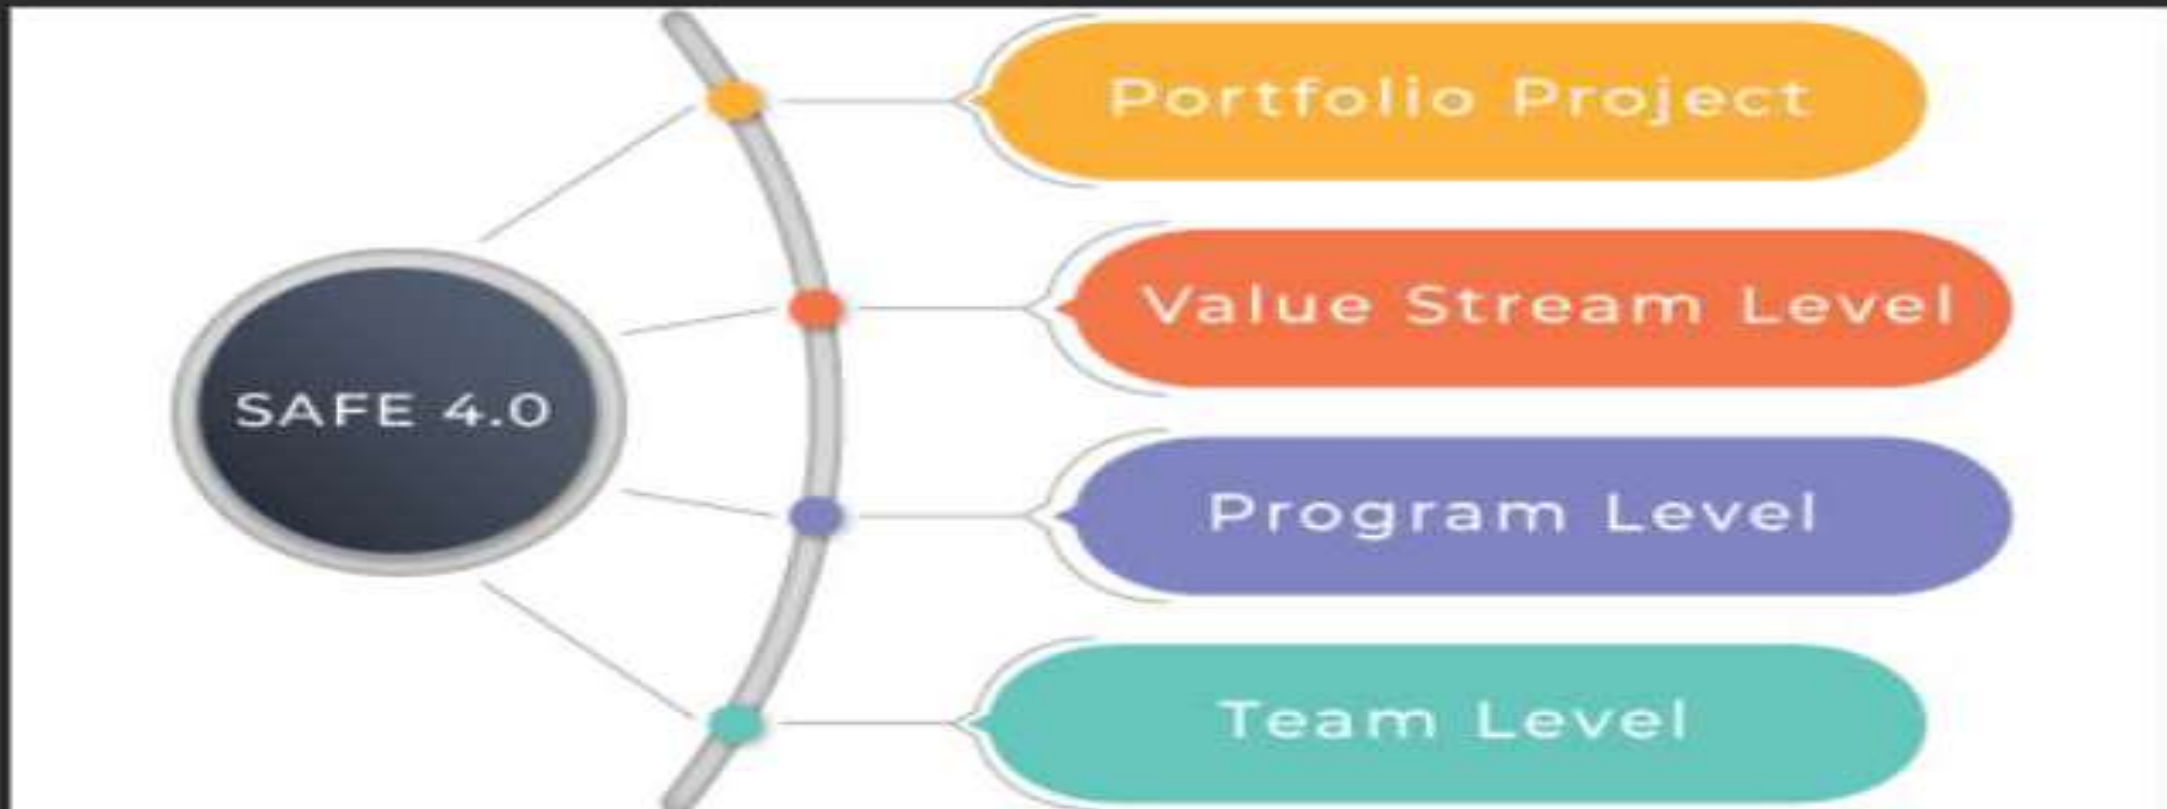 Portfolio Project
Value Stream Level
SAFE 4.0
Program Level
Team Level